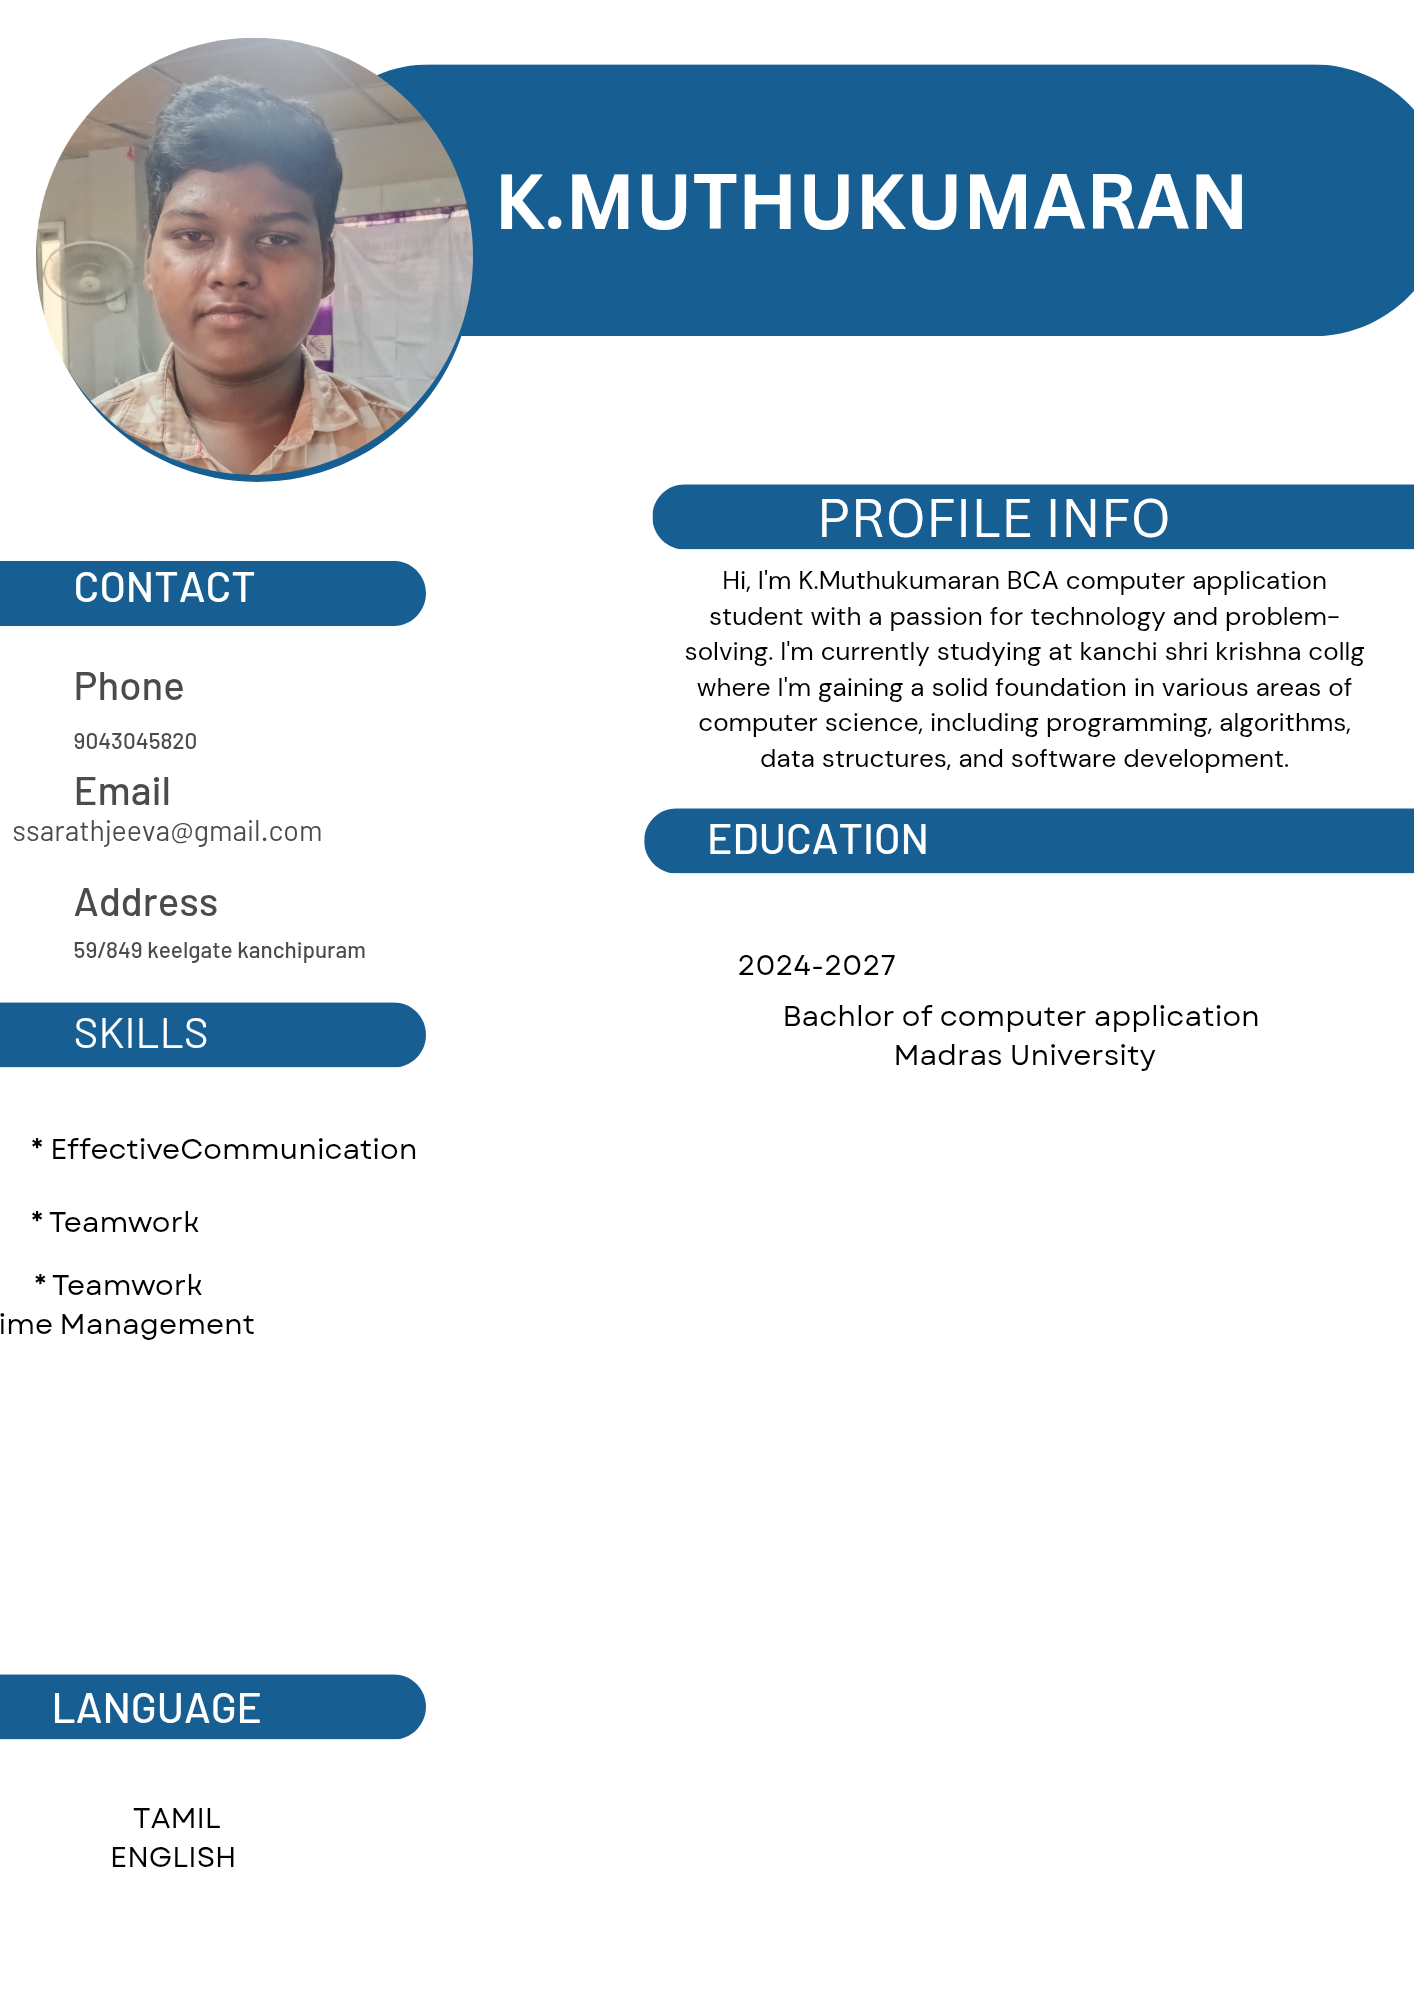 K.MUTHUKUMARAN
CONTACT
Phone
9043045820
Email
ssarathjeeva@gmail.com
Address
59/849 keelgate kanchipuram
SKILLS
* EffectiveCommunication
* Teamwork
* Teamwork
ime Management
LANGUAGE
TAMIL
ENGLISH
PROFILE INFO
Hi, I'm K.Muthukumaran BCA computer application
student with a passion for technology and problem-
solving. I'm currently studying at kanchi shri krishna collg
where I'm gaining a solid foundation in various areas of
computer science, including programming, algorithms,
data structures, and software development.
EDUCATION
2024-2027
Bachlor of computer application
Madras University